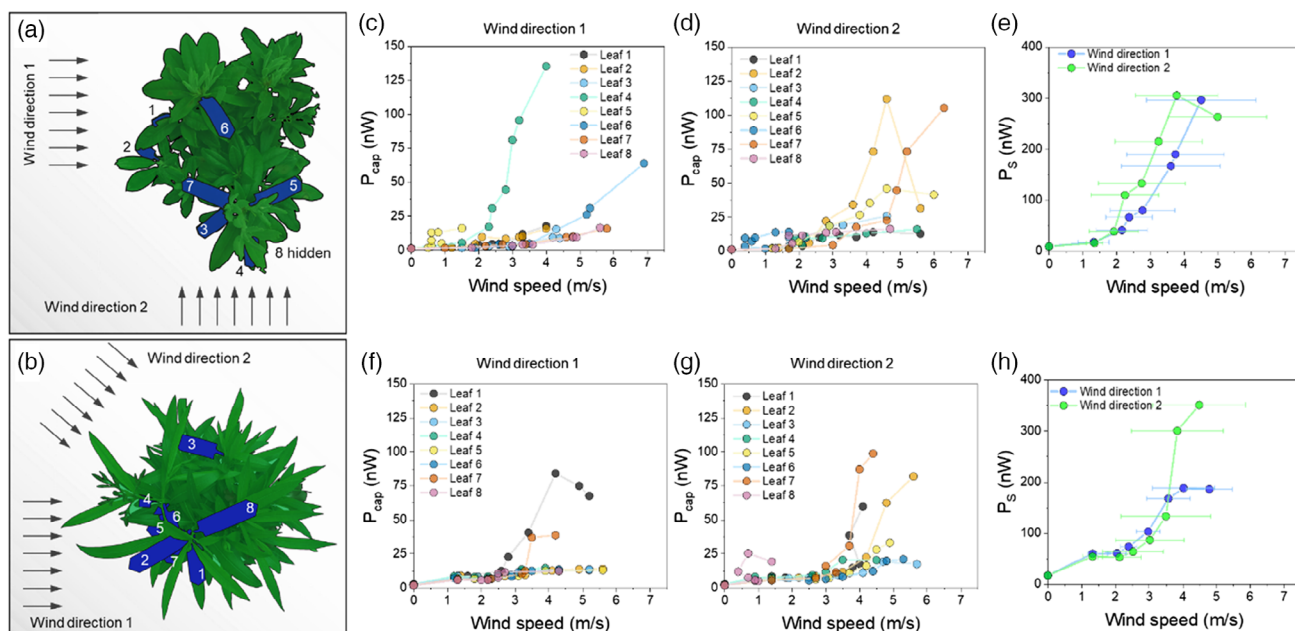 (a)
Wind direction 1
1
2
6
7
5
3
8 hidden
4
Wind direction 2
(c)
Wind direction 1
P_cap (nW)
150
125
100
75
50
25
0
Leaf 1
Leaf 2
Leaf 3
Leaf 4
Leaf 5
Leaf 6
Leaf 7
Leaf 8
0 1 2 3 4 5 6 7
Wind speed (m/s)
(d)
Wind direction 2
P_cap (nW)
150
125
100
75
50
25
0
Leaf 1
Leaf 2
Leaf 3
Leaf 4
Leaf 5
Leaf 6
Leaf 7
Leaf 8
0 1 2 3 4 5 6 7
Wind speed (m/s)
(e)
P_S (nW)
400
300
200
100
0
Wind direction 1
Wind direction 2
0 1 2 3 4 5 6 7
Wind speed (m/s)
(b)
Wind direction 2
3
4
6
5
8
2
7
1
Wind direction 1
(f)
Wind direction 1
P_cap (nW)
150
125
100
75
50
25
0
Leaf 1
Leaf 2
Leaf 3
Leaf 4
Leaf 5
Leaf 6
Leaf 7
Leaf 8
0 1 2 3 4 5 6 7
Wind speed (m/s)
(g)
Wind direction 2
P_cap (nW)
150
125
100
75
50
25
0
Leaf 1
Leaf 2
Leaf 3
Leaf 4
Leaf 5
Leaf 6
Leaf 7
Leaf 8
0 1 2 3 4 5 6 7
Wind speed (m/s)
(h)
P_S (nW)
400
300
200
100
0
Wind direction 1
Wind direction 2
0 1 2 3 4 5 6 7
Wind speed (m/s)